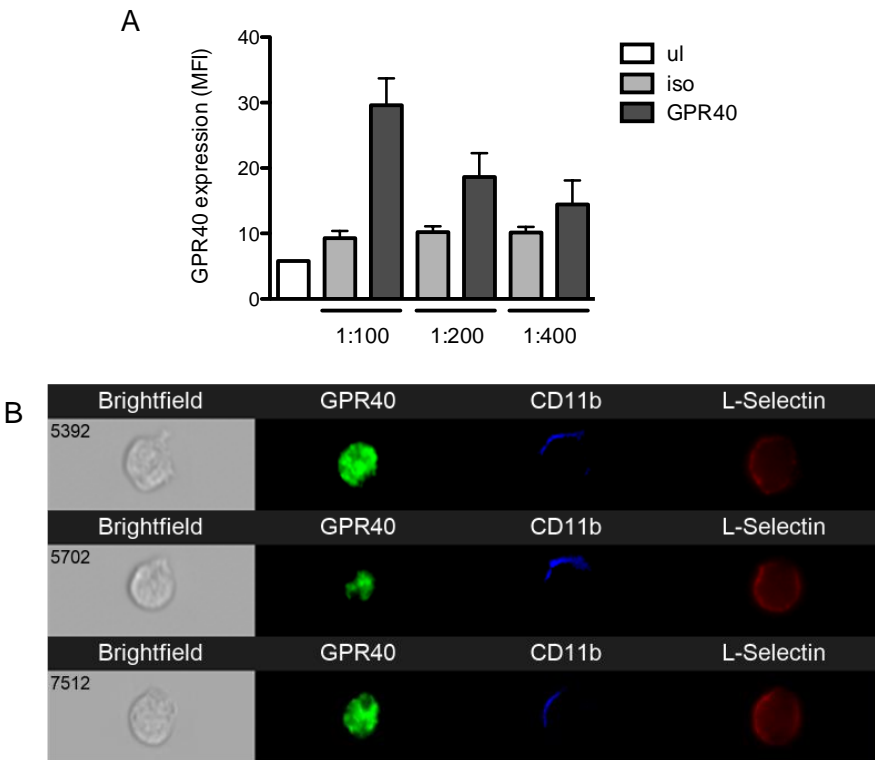 A
GPR40 expression (MFI)
40
30
20
10
0
ul
iso
GPR40
1:100 1:200 1:400
B
Brightfield GPR40 CD11b L-Selectin
5392
Brightfield GPR40 CD11b L-Selectin
5702
Brightfield GPR40 CD11b L-Selectin
7512